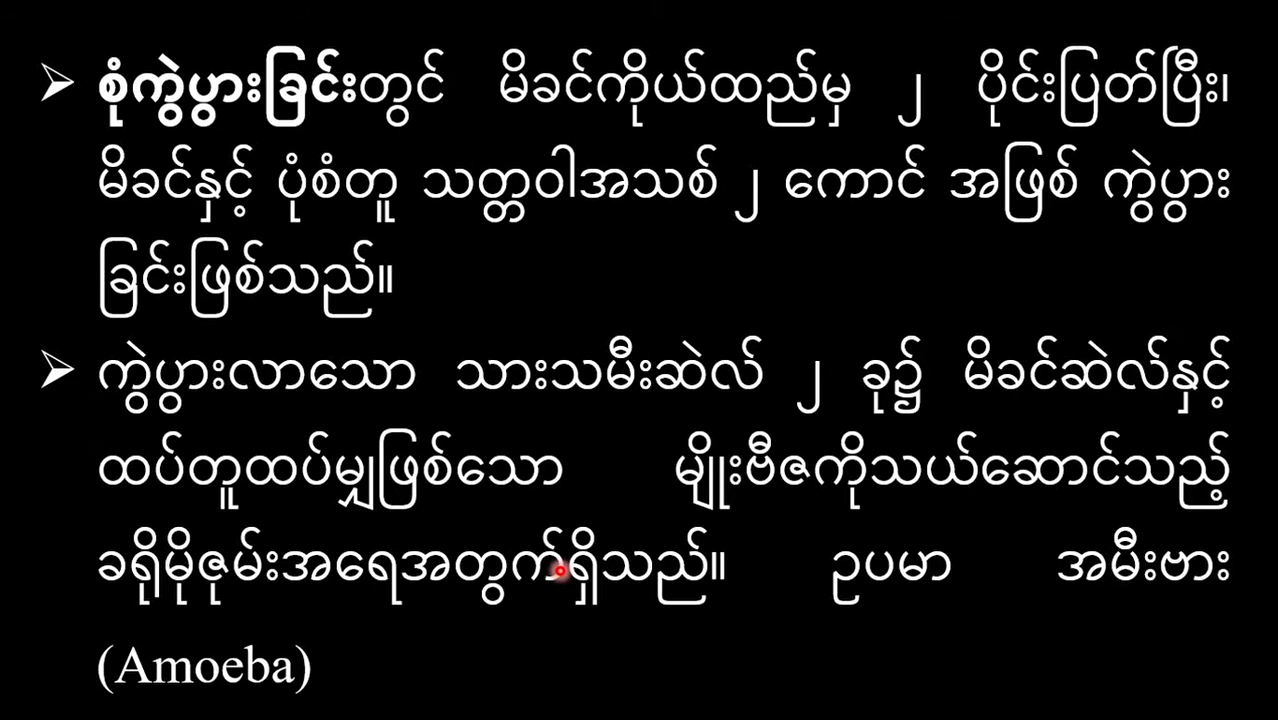 ➢ စုံကွဲပွားခြင်းတွင် မိခင်ကိုယ်ထည်မှ ၂ ပိုင်းပြတ်ပြီး၊
မိခင်နှင့် ပုံစံတူ သတ္တဝါအသစ် ၂ ကောင် အဖြစ် ကွဲပွား
ခြင်းဖြစ်သည်။
➢ ကွဲပွားလာသော သားသမီးဆဲလ် ၂ ခု၌ မိခင်ဆဲလ်နှင့်
ထပ်တူထပ်မျှဖြစ်သော မျိုးဗီဇကိုသယ်ဆောင်သည့်
ခရိုမိုဇုမ်းအရေအတွက်ရှိသည်။ ဥပမာ အမီးဗား
(Amoeba)